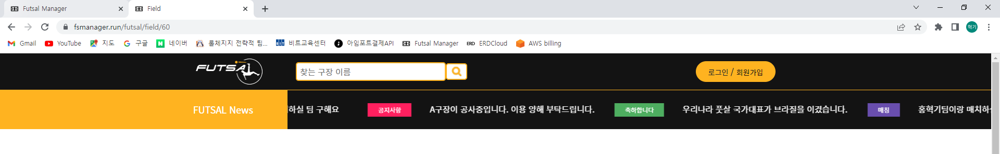 Futsal Manager
Field
fsmanager.run/futsal/field/60
혁기
Gmail YouTube 지도 구글 네이버 롤체지지 전략적 팀... 비트교육센터 아임포트결제API Futsal Manager ERDCloud AWS billing
FUTSAL 찾는 구장 이름 로그인 / 회원가입
FUTSAL News 하실 팀 구해요 공지사항 A구장이 공사중입니다. 이용 양해 부탁드립니다. 축하합니다 우리나라 풋살 국가대표가 브라질을 이겼습니다. 매칭 홍혁기팀이랑 매치하